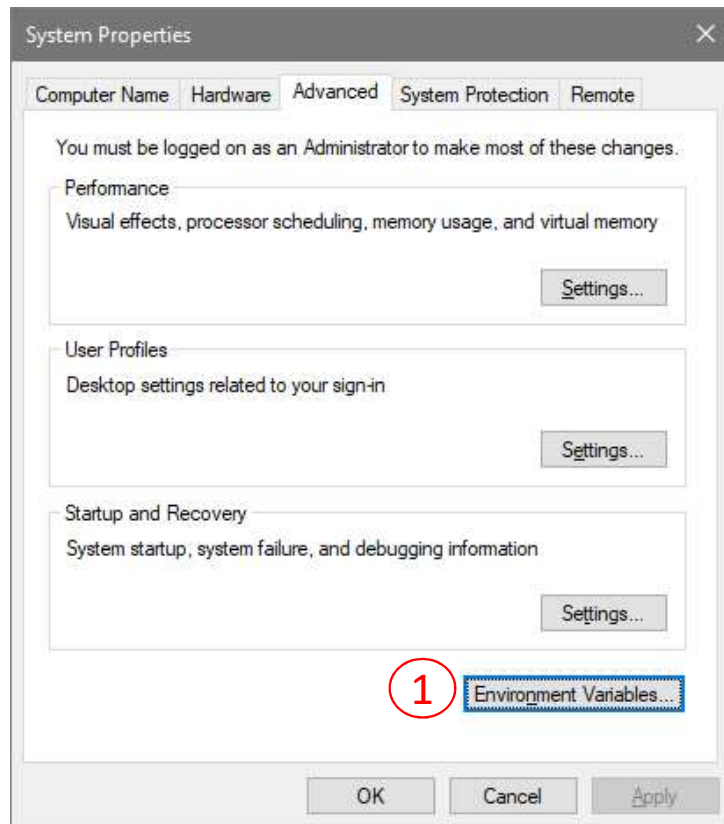 System Properties
Computer Name Hardware Advanced System Protection Remote
You must be logged on as an Administrator to make most of these changes.
Performance
Visual effects, processor scheduling, memory usage, and virtual memory
Settings...
User Profiles
Desktop settings related to your sign-in
Settings...
Startup and Recovery
System startup, system failure, and debugging information
Settings...
1 Environment Variables...
OK Cancel Apply